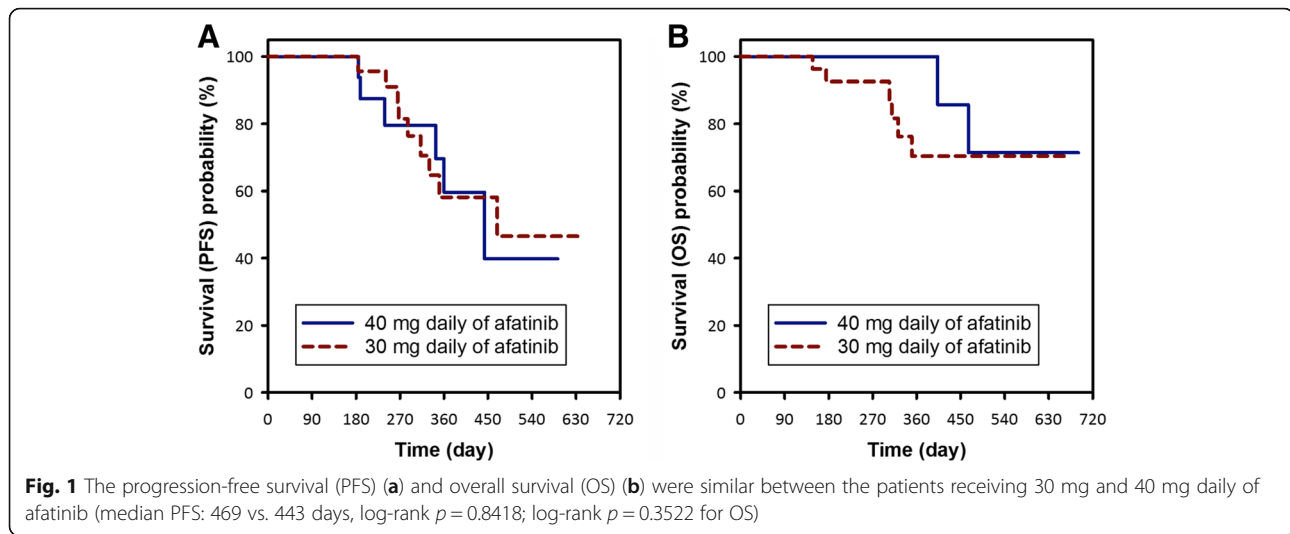 A
Survival (PFS) probability (%)
100
80
60
40
20
0
40 mg daily of afatinib
30 mg daily of afatinib
0 90 180 270 360 450 540 630 720
Time (day)
B
Survival (OS) probability (%)
100
80
60
40
20
0
40 mg daily of afatinib
30 mg daily of afatinib
0 90 180 270 360 450 540 630 720
Time (day)
Fig. 1 The progression-free survival (PFS) (a) and overall survival (OS) (b) were similar between the patients receiving 30 mg and 40 mg daily of
afatinib (median PFS: 469 vs. 443 days, log-rank p = 0.8418; log-rank p = 0.3522 for OS)